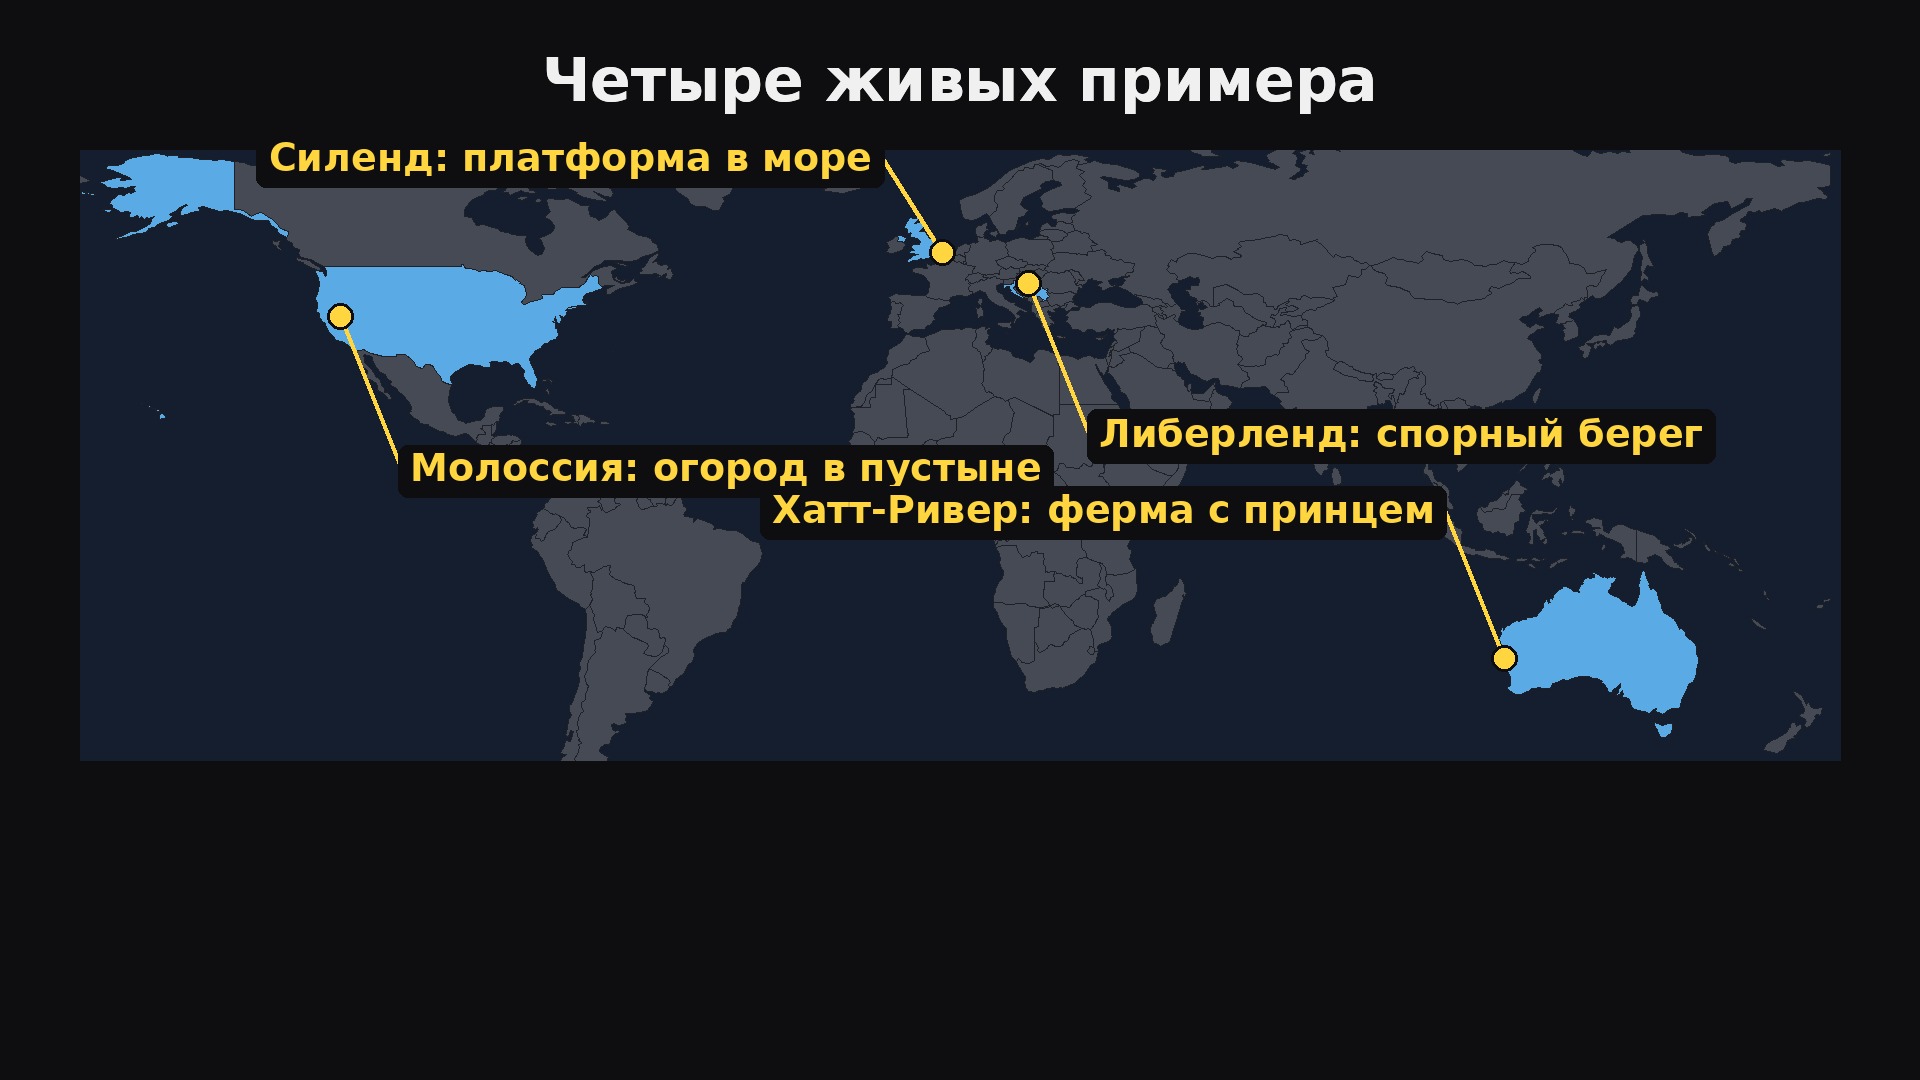 Четыре живых примера
Силенд: платформа в море
Либерленд: спорный берег
Молоссия: огород в пустыне
Хатт-Ривер: ферма с принцем